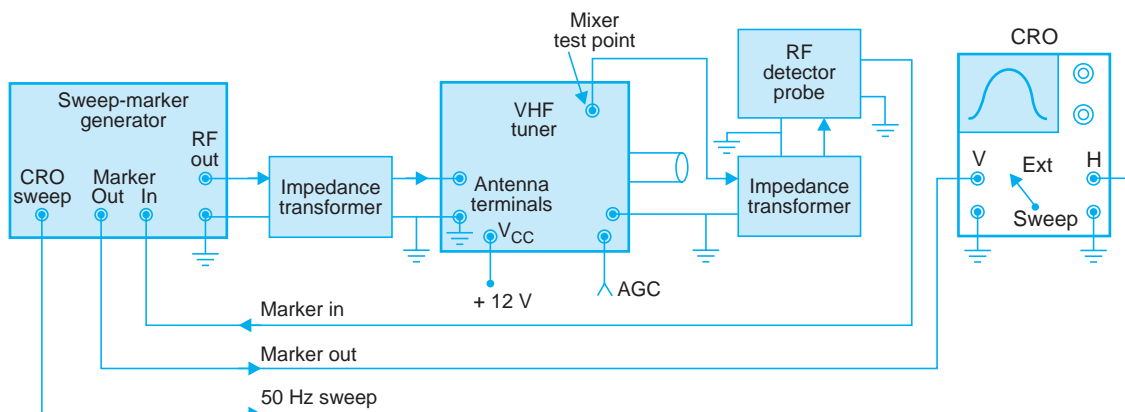 Mixer
test point
CRO
RF
detector
probe
Sweep-marker
generator
VHF
tuner
RF
out
CRO
sweep
Marker
Out In
Impedance
transformer
Antenna
terminals
Impedance
transformer
V Ext H
Sweep
VCC
+ 12 V
AGC
Marker in
Marker out
50 Hz sweep